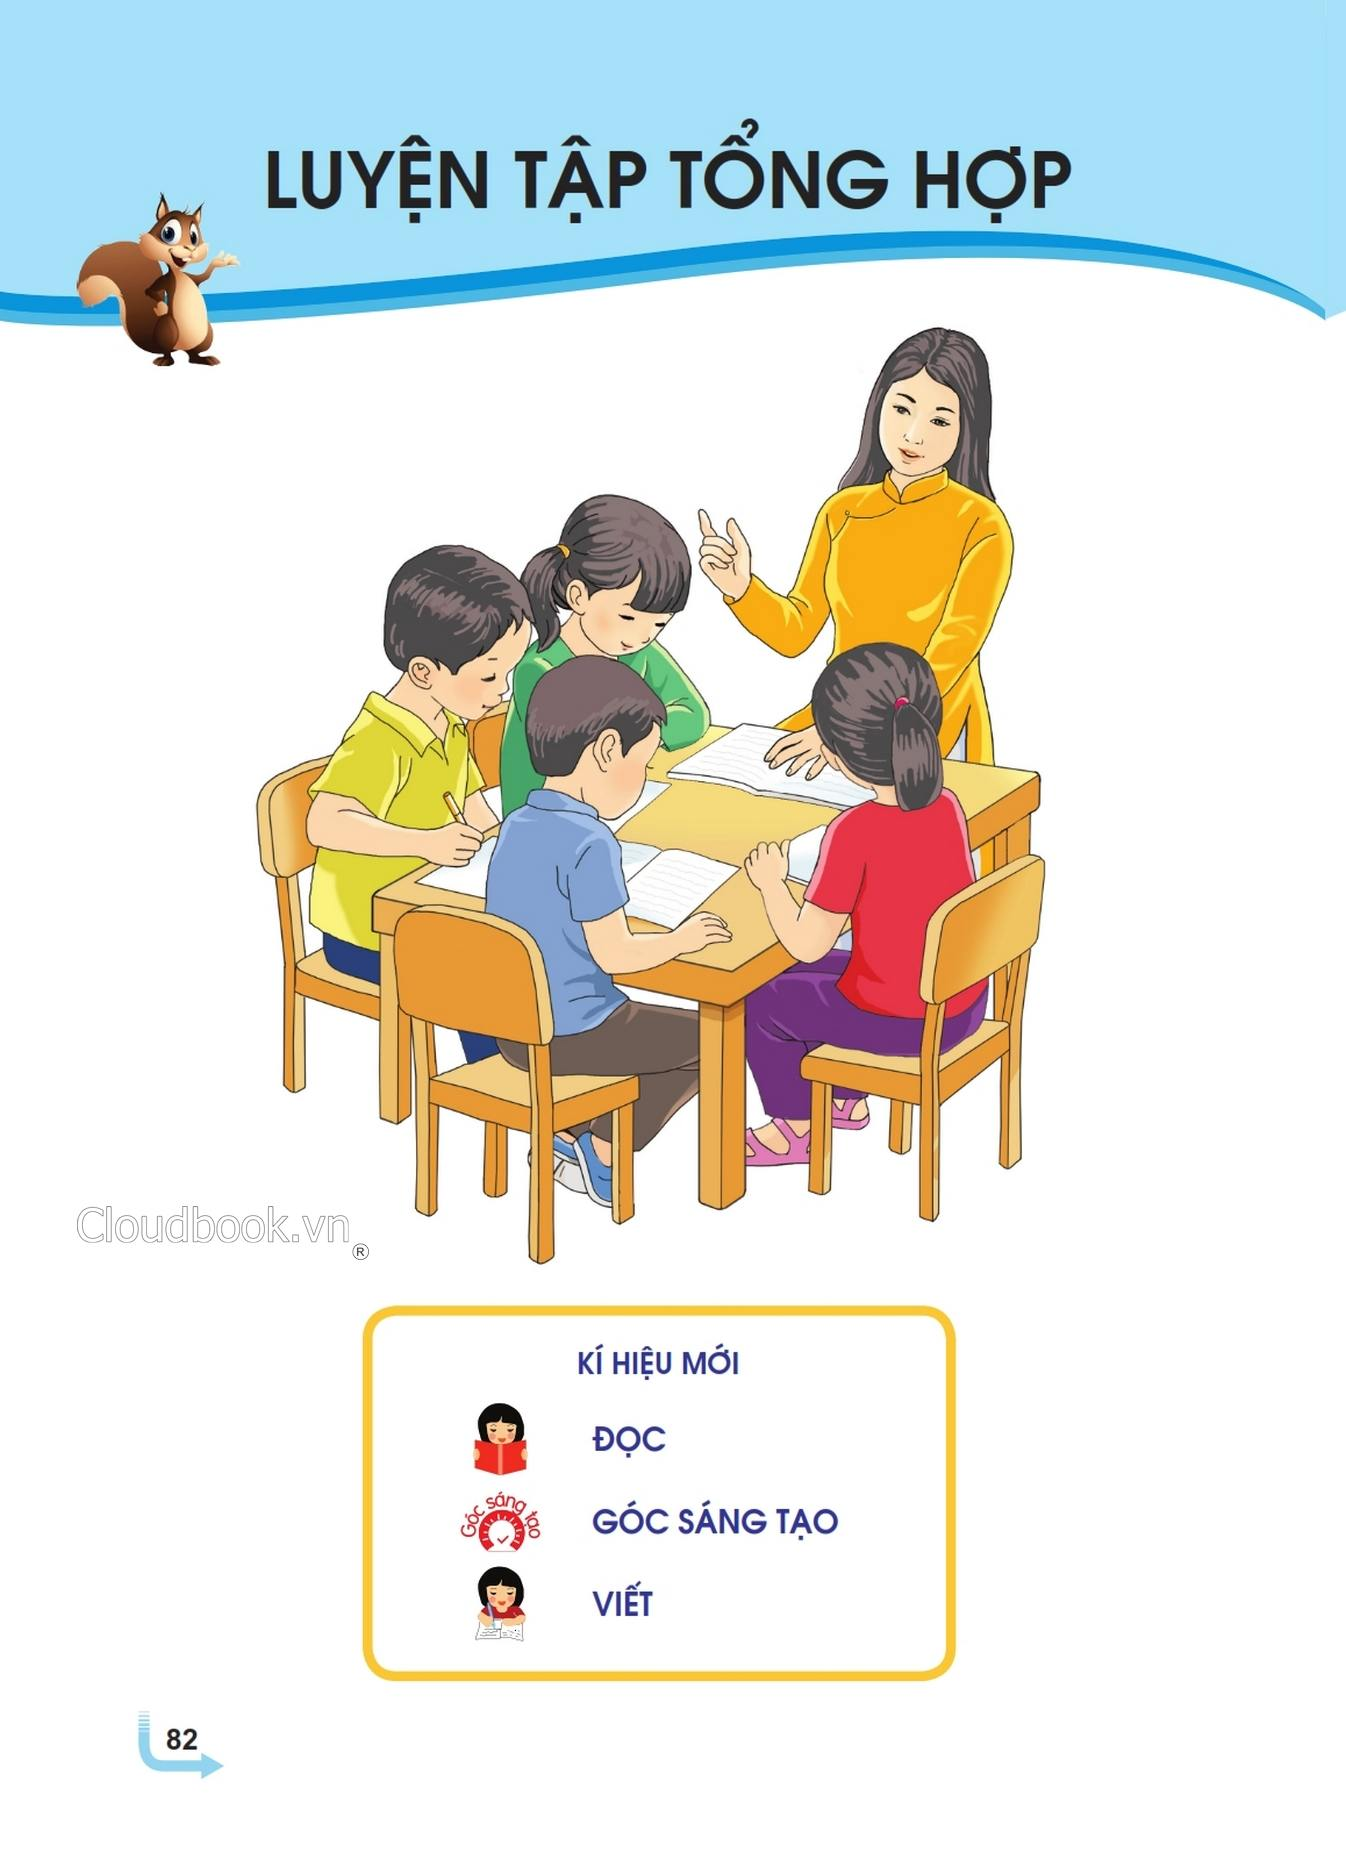 LUYỆN TẬP TỔNG HỢP
Cloudbook.vn
®
KÍ HIỆU MỚI
ĐỌC
Góc sáng tạo
GÓC SÁNG TẠO
VIẾT
82